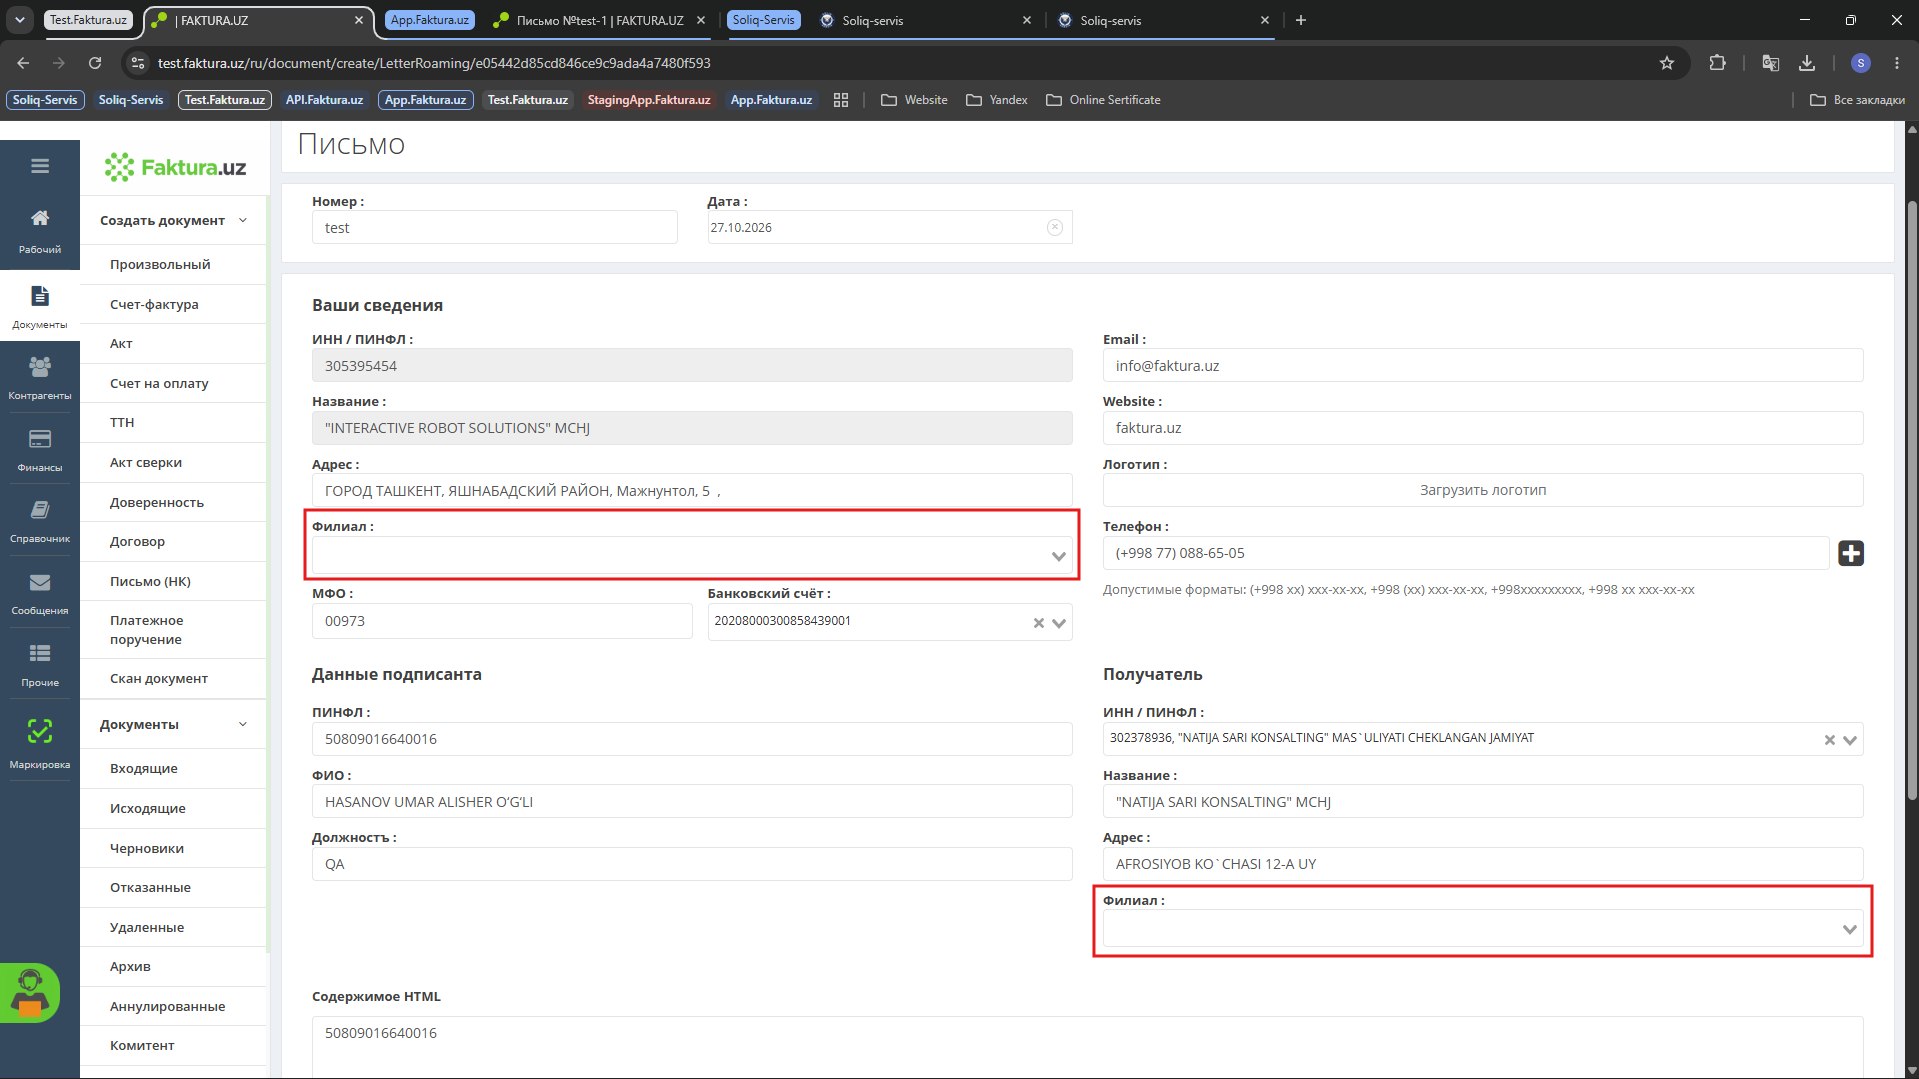 Test.Faktura.uz
| FAKTURA.UZ
App.Faktura.uz
Письмо №test-1 | FAKTURA.UZ
Soliq-Servis
Soliq-servis
Soliq-servis
test.faktura.uz/ru/document/create/LetterRoaming/e05442d85cd846ce9c9ada4a7480f593
S
Soliq-Servis
Soliq-Servis
Test.Faktura.uz
API.Faktura.uz
App.Faktura.uz
Test.Faktura.uz
StagingApp.Faktura.uz
App.Faktura.uz
Website
Yandex
Online Sertificate
Все закладки
Рабочий
Документы
Контрагенты
Финансы
Справочник
Сообщения
Прочие
Маркировка
Faktura.uz
Создать документ
Произвольный
Счет-фактура
Акт
Счет на оплату
ТТН
Акт сверки
Доверенность
Договор
Письмо (НК)
Платежное
поручение
Скан документ
Документы
Входящие
Исходящие
Черновики
Отказанные
Удаленные
Архив
Аннулированные
Комитент
Письмо
Номер :
test
Дата :
27.10.2026
Ваши сведения
ИНН / ПИНФЛ :
305395454
Название :
"INTERACTIVE ROBOT SOLUTIONS" MCHJ
Адрес :
ГОРОД ТАШКЕНТ, ЯШНАБАДСКИЙ РАЙОН, Мажнунтол, 5 ,
Филиал :
МФО :
00973
Банковский счёт :
20208000300858439001
Email :
info@faktura.uz
Website :
faktura.uz
Логотип :
Загрузить логотип
Телефон :
(+998 77) 088-65-05
Допустимые форматы: (+998 xx) xxx-xx-xx, +998 (xx) xxx-xx-xx, +998xxxxxxxxx, +998 xx xxx-xx-xx
Данные подписанта
ПИНФЛ :
50809016640016
ФИО :
HASANOV UMAR ALISHER O‘G‘LI
Должность :
QA
Получатель
ИНН / ПИНФЛ :
302378936, "NATIJA SARI KONSALTING" MAS`ULIYATI CHEKLANGAN JAMIYAT
Название :
"NATIJA SARI KONSALTING" MCHJ
Адрес :
AFROSIYOB KO`CHASI 12-A UY
Филиал :
Содержимое HTML
50809016640016